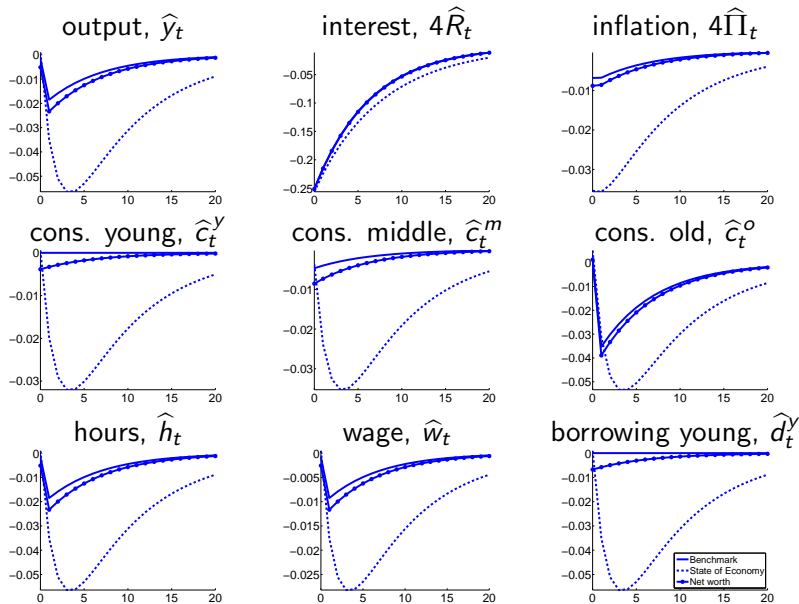 output, ŷ_t
interest, 4R̂_t
inflation, 4Π̂_t
0
-0.01
-0.02
-0.03
-0.04
-0.05
0 5 10 15 20
-0.05
-0.1
-0.15
-0.2
-0.25
0 5 10 15 20
-0.01
-0.02
-0.03
0 5 10 15 20
cons. young, ĉ_t^y
cons. middle, ĉ_t^m
cons. old, ĉ_t^o
0
-0.01
-0.02
-0.03
0 5 10 15 20
0
-0.01
-0.02
-0.03
0 5 10 15 20
0
-0.01
-0.02
-0.03
-0.04
-0.05
0 5 10 15 20
hours, ĥ_t
wage, ŵ_t
borrowing young, d̂_t^y
0
-0.01
-0.02
-0.03
-0.04
-0.05
0 5 10 15 20
0
-0.005
-0.01
-0.015
-0.02
-0.025
0 5 10 15 20
0
-0.01
-0.02
-0.03
-0.04
-0.05
0 5 10 15 20
Benchmark
State of Economy
Net worth